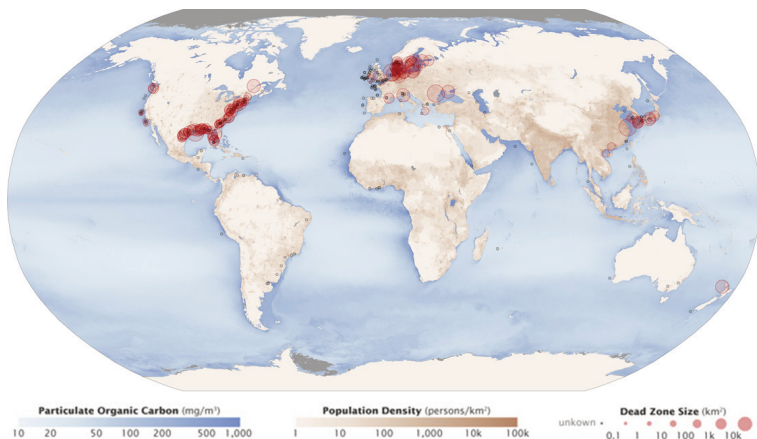 Particulate Organic Carbon (mg/m³)
10 20 50 100 200 500 1,000
Population Density (persons/km²)
1 10 100 1,000 10k 100k
Dead Zone Size (km²)
unkown
0.1 1 10 100 1k 10k